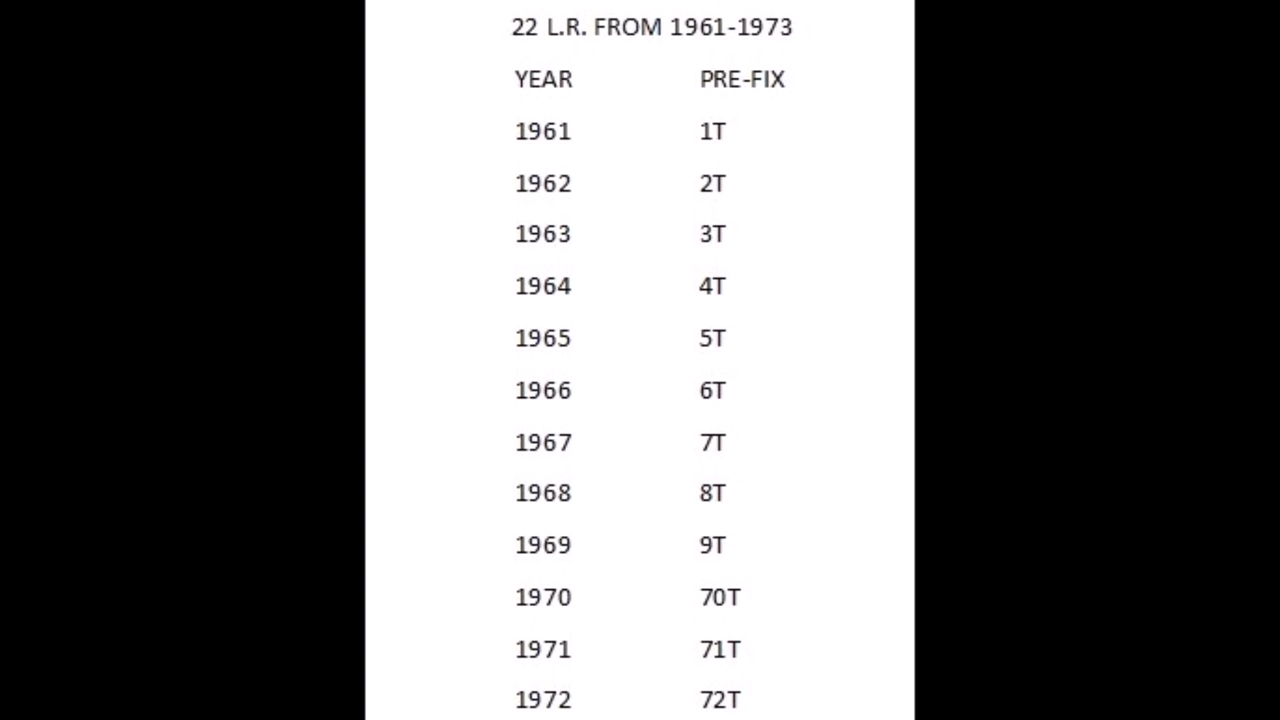 22 L.R. FROM 1961-1973
YEAR PRE-FIX
1961 1T
1962 2T
1963 3T
1964 4T
1965 5T
1966 6T
1967 7T
1968 8T
1969 9T
1970 70T
1971 71T
1972 72T